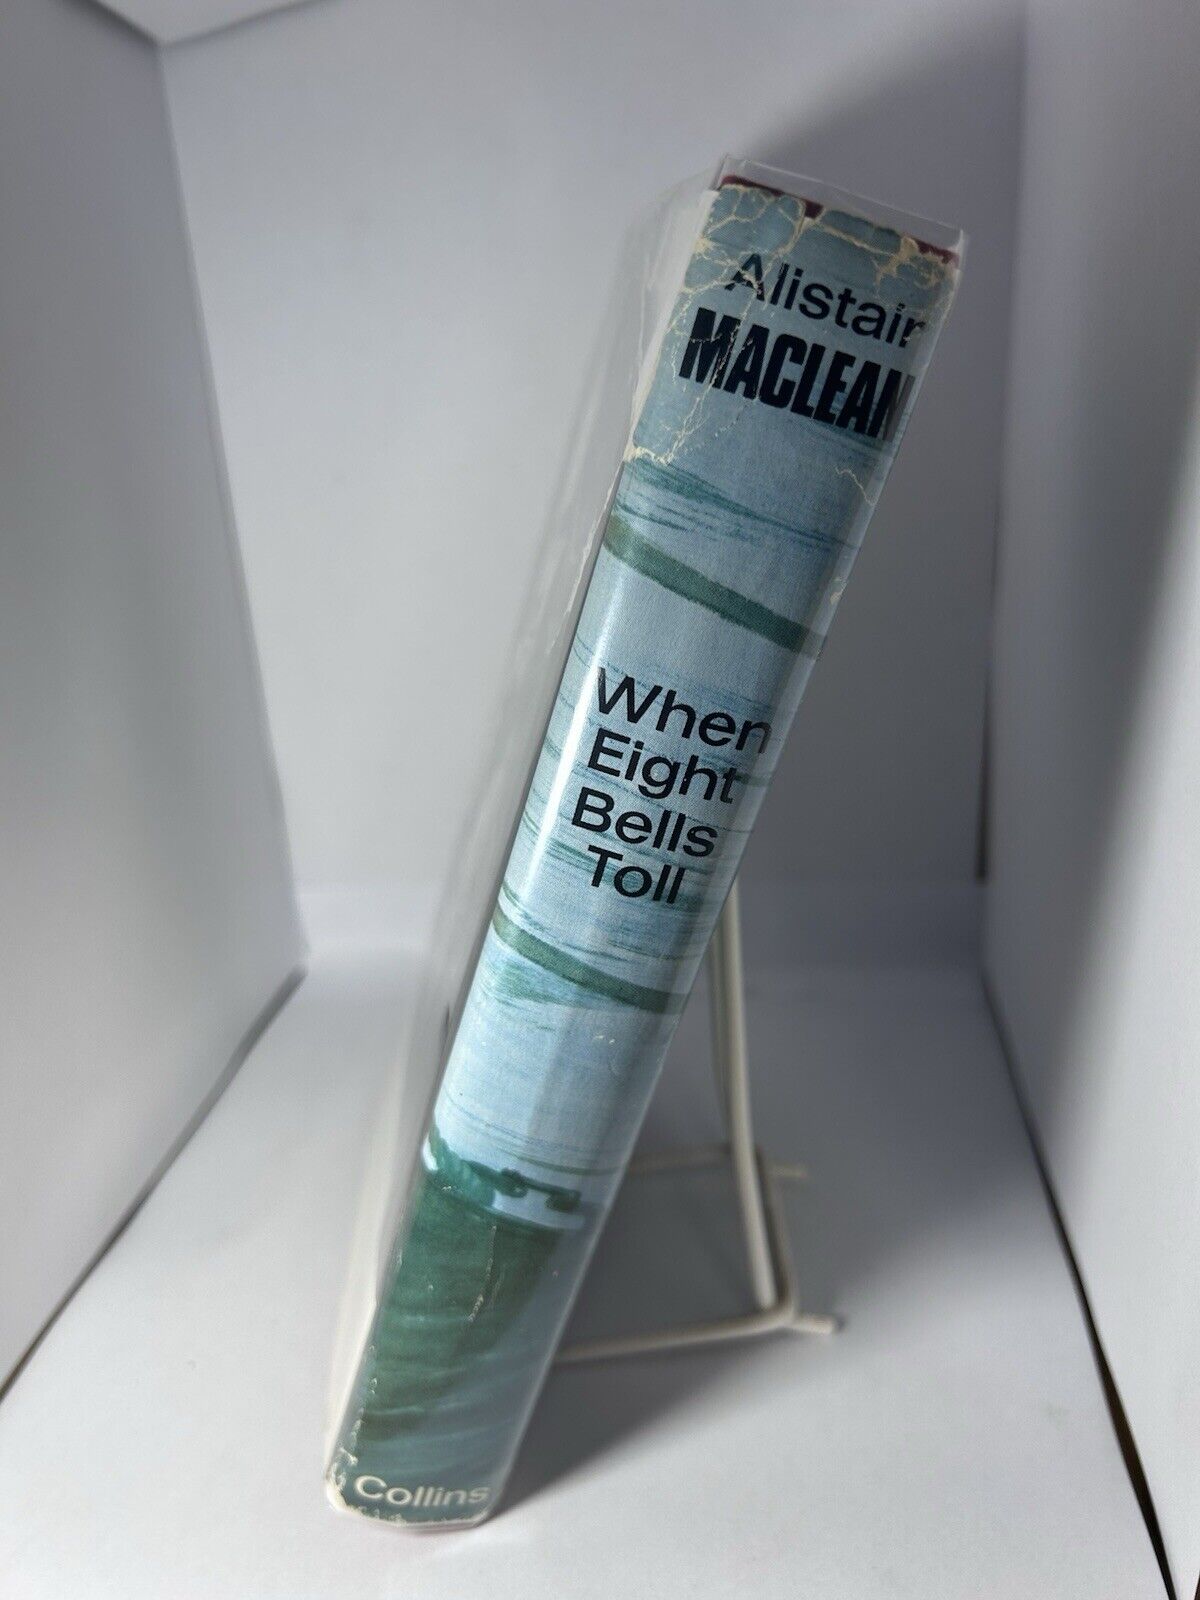 Alistair
MACLEAN
When
Eight
Bells
Toll
Collins